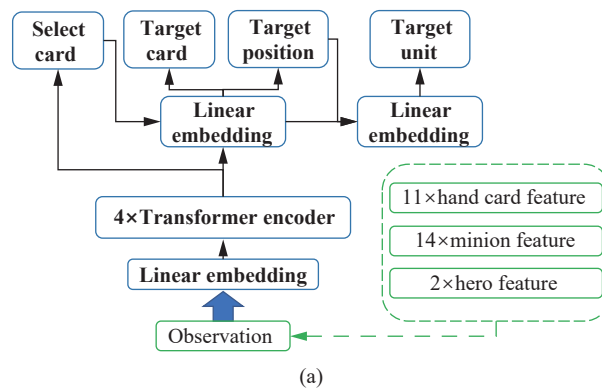 Select
card
Target
card
Target
position
Target
unit
Linear
embedding
Linear
embedding
4×Transformer encoder
Linear embedding
Observation
11×hand card feature
14×minion feature
2×hero feature
(a)